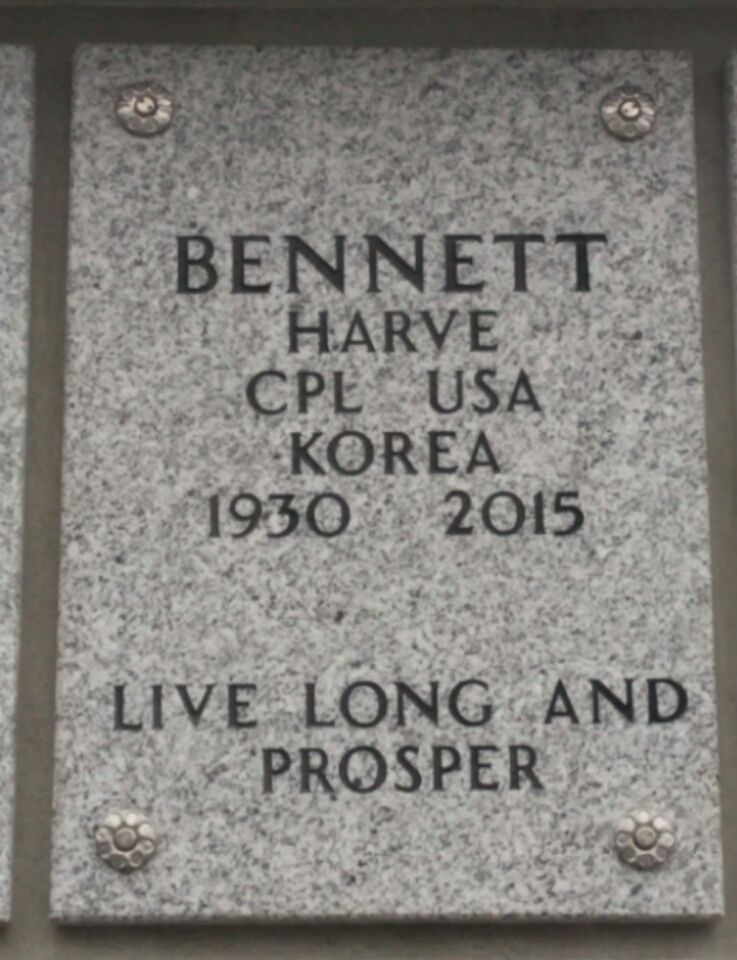 BENNETT
HARVE
CPL USA
KOREA
1930 2015
LIVE LONG AND
PROSPER